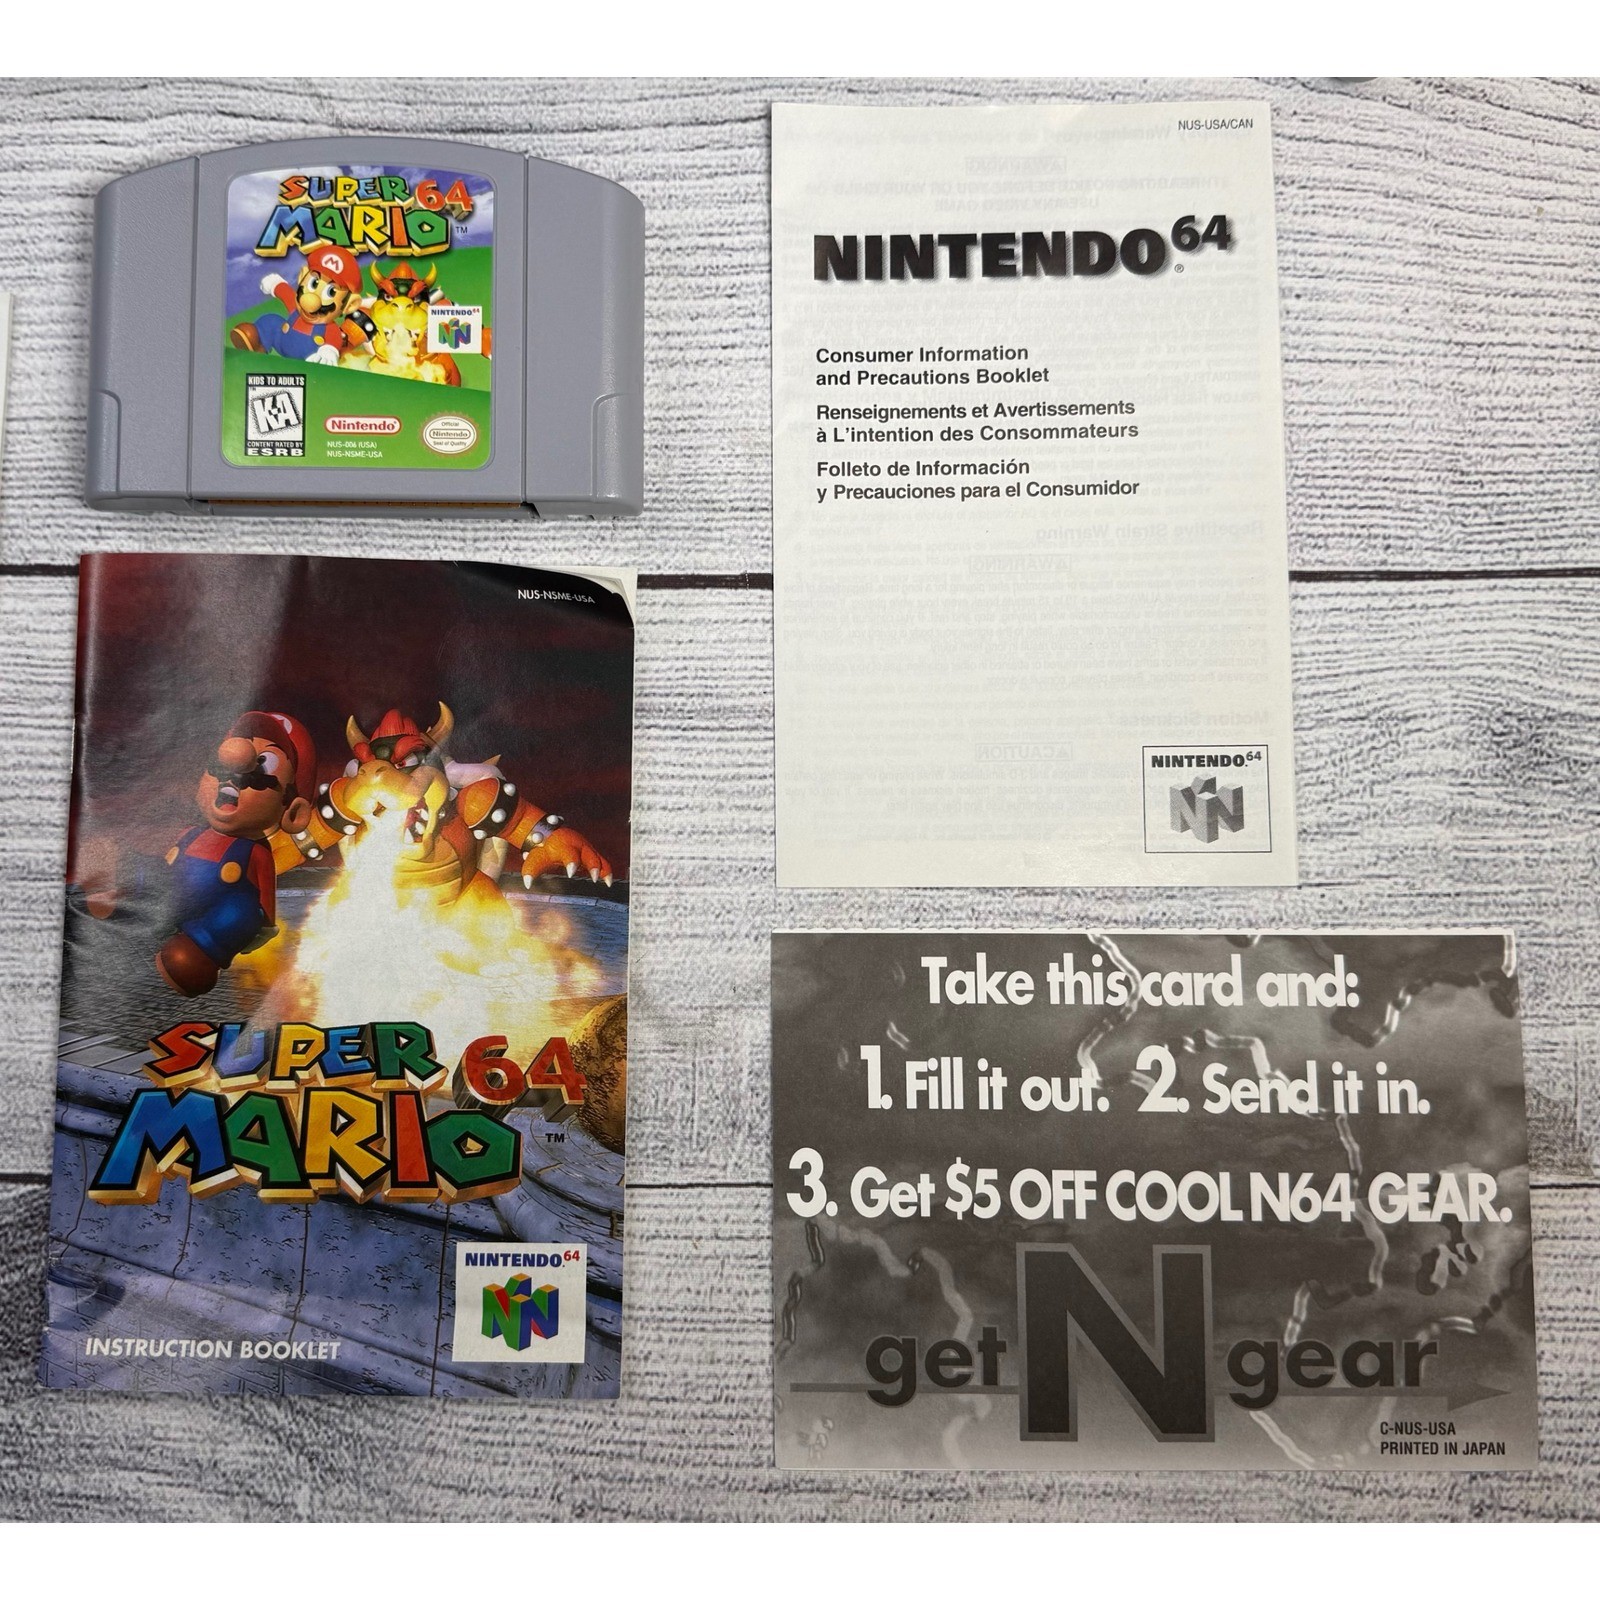 SUPER
MARIO 64
TM
NINTENDO 64
KIDS TO ADULTS
K-A
CONTENT RATED BY
ESRB
Nintendo
NUS-006 (USA)
NUS-NSME-USA
Official
Nintendo
Seal of Quality
NUS-NSME-USA
SUPER
MARIO 64
TM
NINTENDO 64
INSTRUCTION BOOKLET
NUS-USA/CAN
NINTENDO 64
®
Consumer Information
and Precautions Booklet
Renseignements et Avertissements
à L'intention des Consommateurs
Folleto de Información
y Precauciones para el Consumidor
Repetitive Strain Warning
WARNING
Motion Sickness
CAUTION
NINTENDO 64
Take this card and:
1. Fill it out. 2. Send it in.
3. Get $5 OFF COOL N64 GEAR.
get N gear
C-NUS-USA
PRINTED IN JAPAN